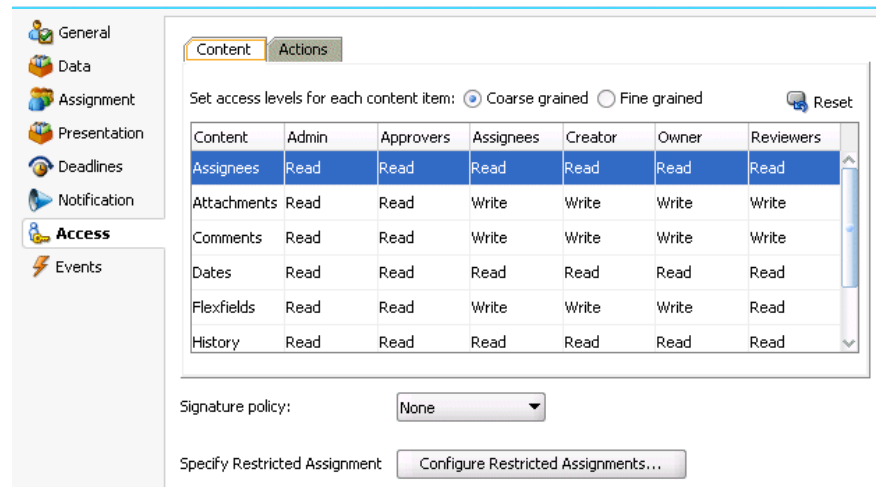 General
Data
Assignment
Presentation
Deadlines
Notification
Access
Events
Content Actions
Set access levels for each content item: Coarse grained Fine grained Reset
Content Admin Approvers Assignees Creator Owner Reviewers
Assignees Read Read Read Read Read Read
Attachments Read Read Write Write Write Write
Comments Read Read Write Write Write Write
Dates Read Read Read Read Read Read
Flexfields Read Read Write Write Write Read
History Read Read Read Read Read Read
Signature policy: None
Specify Restricted Assignment Configure Restricted Assignments...